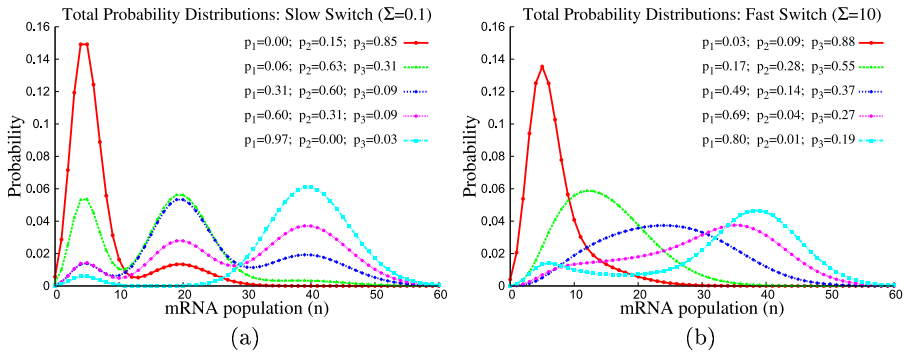 Total Probability Distributions: Slow Switch (Σ=0.1)
0.16
0.14
0.12
0.1
0.08
0.06
0.04
0.02
0
Probability
p1=0.00; p2=0.15; p3=0.85
p1=0.06; p2=0.63; p3=0.31
p1=0.31; p2=0.60; p3=0.09
p1=0.60; p2=0.31; p3=0.09
p1=0.97; p2=0.00; p3=0.03
0 10 20 30 40 50 60
mRNA population (n)
(a)
Total Probability Distributions: Fast Switch (Σ=10)
0.16
0.14
0.12
0.1
0.08
0.06
0.04
0.02
0
Probability
p1=0.03; p2=0.09; p3=0.88
p1=0.17; p2=0.28; p3=0.55
p1=0.49; p2=0.14; p3=0.37
p1=0.69; p2=0.04; p3=0.27
p1=0.80; p2=0.01; p3=0.19
0 10 20 30 40 50 60
mRNA population (n)
(b)